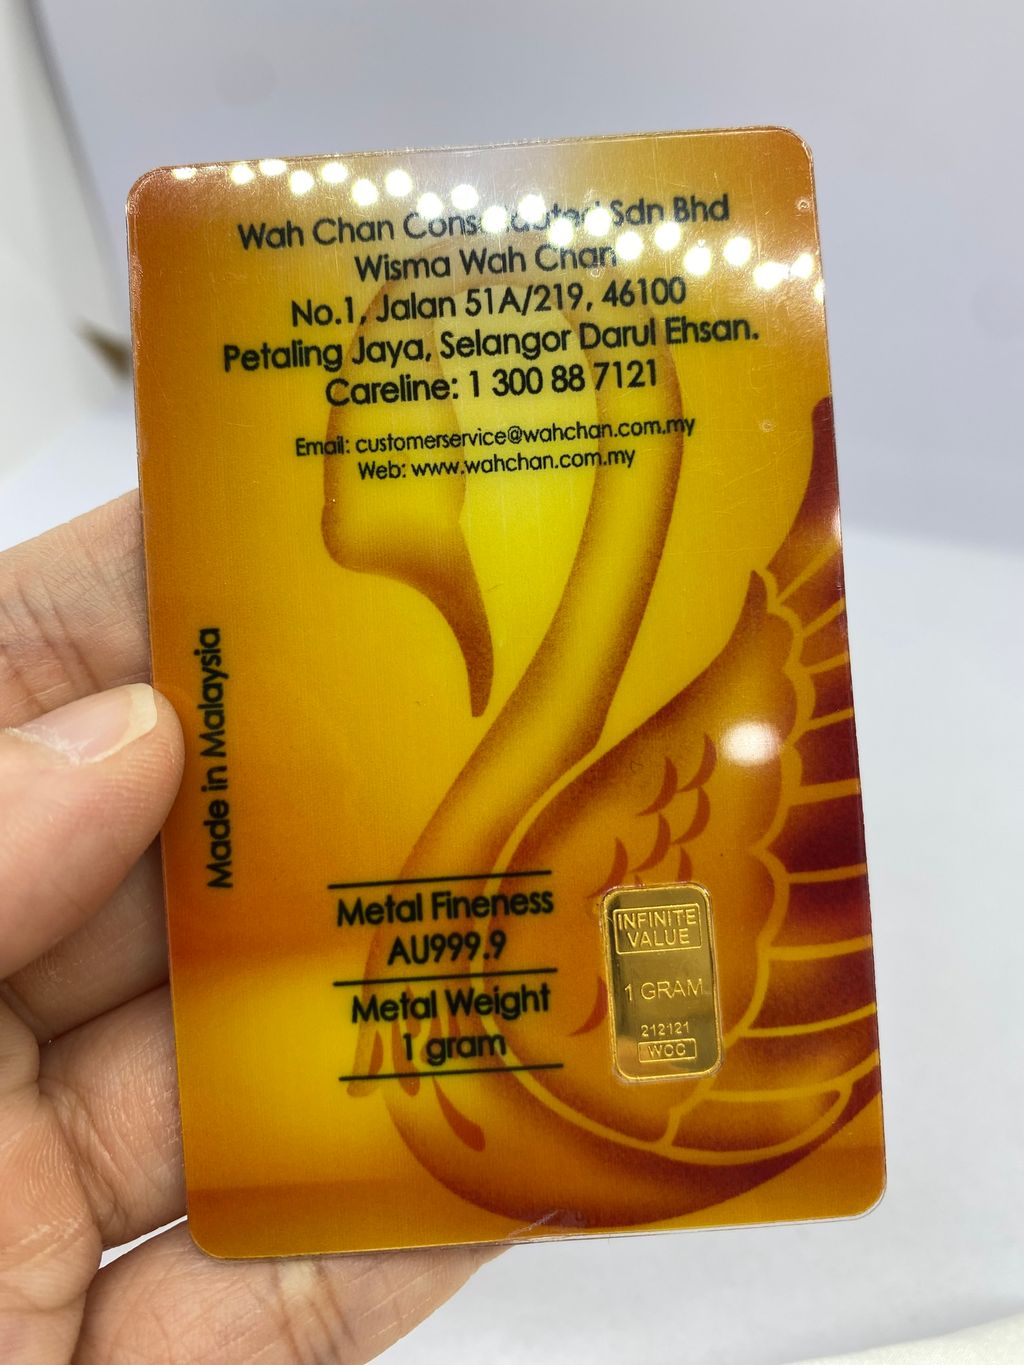 Wah Chan Sdn Bhd
Wisma Wah Chan
No.1, Jalan 51A/219, 46100
Petaling Jaya, Selangor Darul Ehsan.
Careline: 1 300 88 7121
Email: customerservice@wahchan.com.my
Web: www.wahchan.com.my
Made in Malaysia
Metal Fineness
AU999.9
Metal Weight
1 gram
INFINITE
VALUE
1 GRAM
212121
WCC